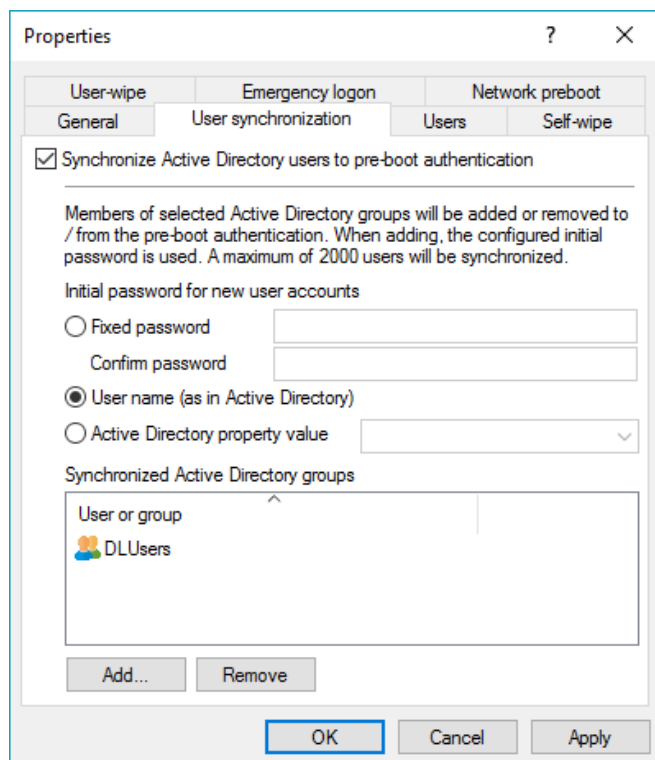 Properties
User-wipe Emergency logon Network preboot
General User synchronization Users Self-wipe
Synchronize Active Directory users to pre-boot authentication
Members of selected Active Directory groups will be added or removed to
/ from the pre-boot authentication. When adding, the configured initial
password is used. A maximum of 2000 users will be synchronized.
Initial password for new user accounts
Fixed password
Confirm password
User name (as in Active Directory)
Active Directory property value
Synchronized Active Directory groups
User or group
DLUsers
Add... Remove
OK Cancel Apply